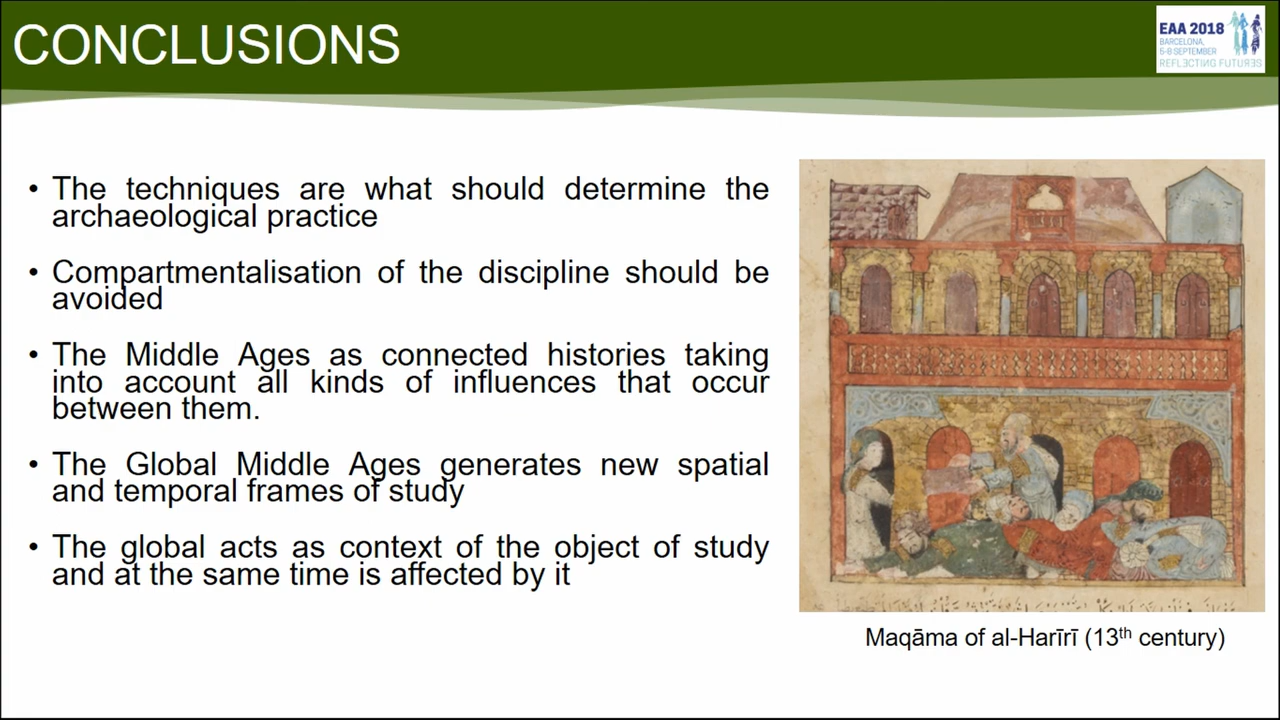 CONCLUSIONS
EAA 2018
BARCELONA,
5-8 SEPTEMBER
REFLECTING FUTURES
• The techniques are what should determine the
archaeological practice
• Compartmentalisation of the discipline should be
avoided
• The Middle Ages as connected histories taking
into account all kinds of influences that occur
between them.
• The Global Middle Ages generates new spatial
and temporal frames of study
• The global acts as context of the object of study
and at the same time is affected by it
Maqāma of al-Harīrī (13th century)